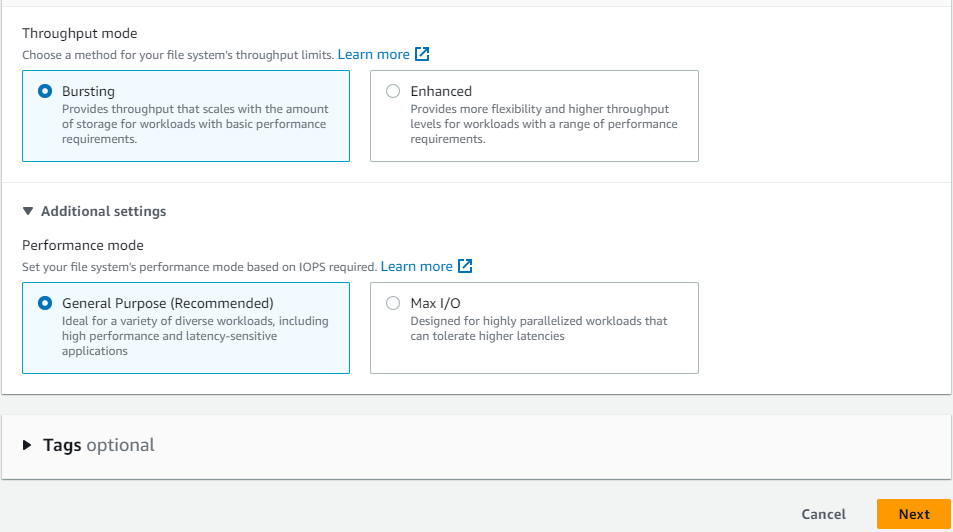 Throughput mode
Choose a method for your file system's throughput limits. Learn more
Bursting
Provides throughput that scales with the amount
of storage for workloads with basic performance
requirements.
Enhanced
Provides more flexibility and higher throughput
levels for workloads with a range of performance
requirements.
Additional settings
Performance mode
Set your file system's performance mode based on IOPS required. Learn more
General Purpose (Recommended)
Ideal for a variety of diverse workloads, including
high performance and latency-sensitive
applications
Max I/O
Designed for highly parallelized workloads that
can tolerate higher latencies
Tags optional
Cancel
Next